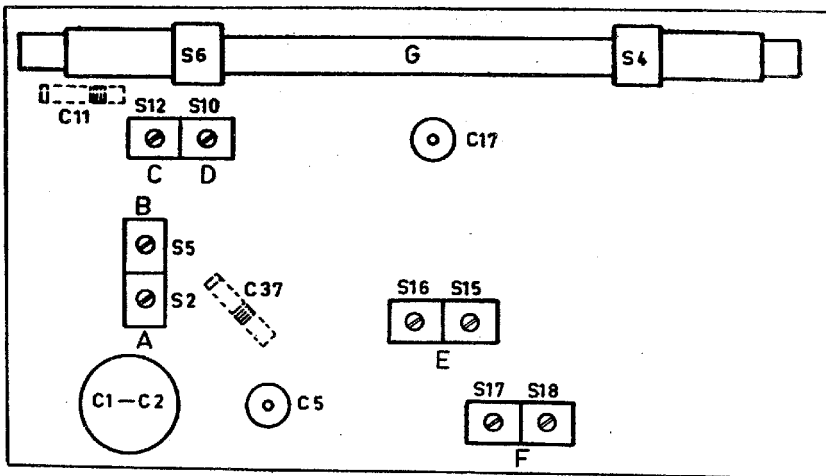 S6 G S4
C11
S12 S10
C17
C D
B
S5
C37
S2
S16 S15
A
E
C1—C2
C5
S17 S18
F